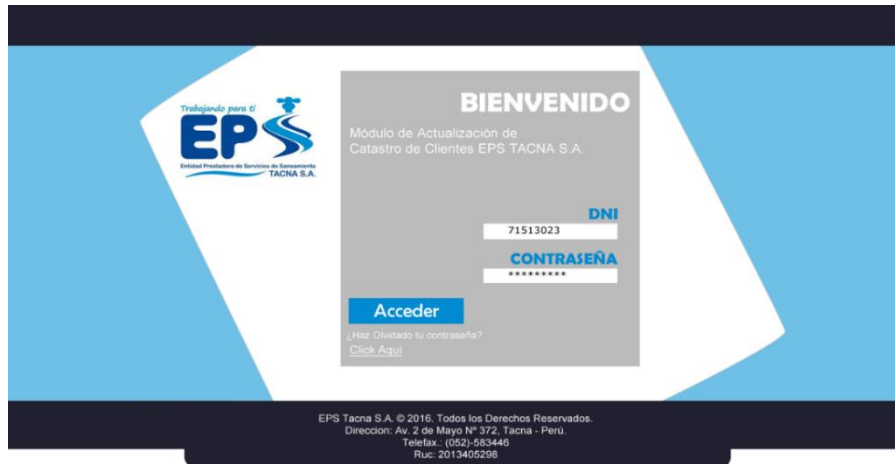 Trabajando para ti
EPS
Entidad Prestadora de Servicios de Saneamiento
TACNA S.A.
BIENVENIDO
Módulo de Actualización de
Catastro de Clientes EPS TACNA S.A.
DNI
71513023
CONTRASEÑA
*********
Acceder
¿Haz Olvidado tu contraseña?
Click Aquí
EPS Tacna S.A. © 2016. Todos los Derechos Reservados.
Direccion: Av. 2 de Mayo Nº 372, Tacna - Perú.
Telefax.: (052)-583446
Ruc: 2013405298